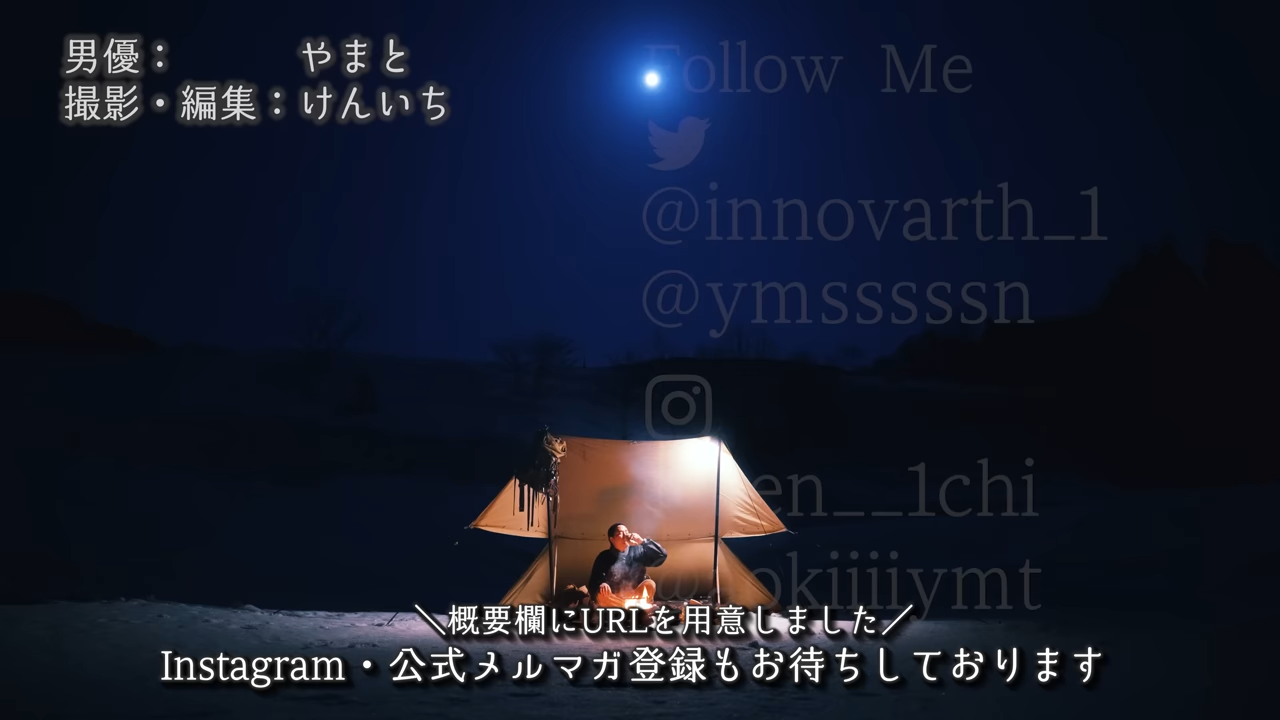 男優： やまと
撮影・編集：けんいち
Follow Me
@innovarth_1
@ymsssssn
en__1chi
okiiiiymt
＼概要欄にURLを用意しました／
Instagram・公式メルマガ登録もお待ちしております